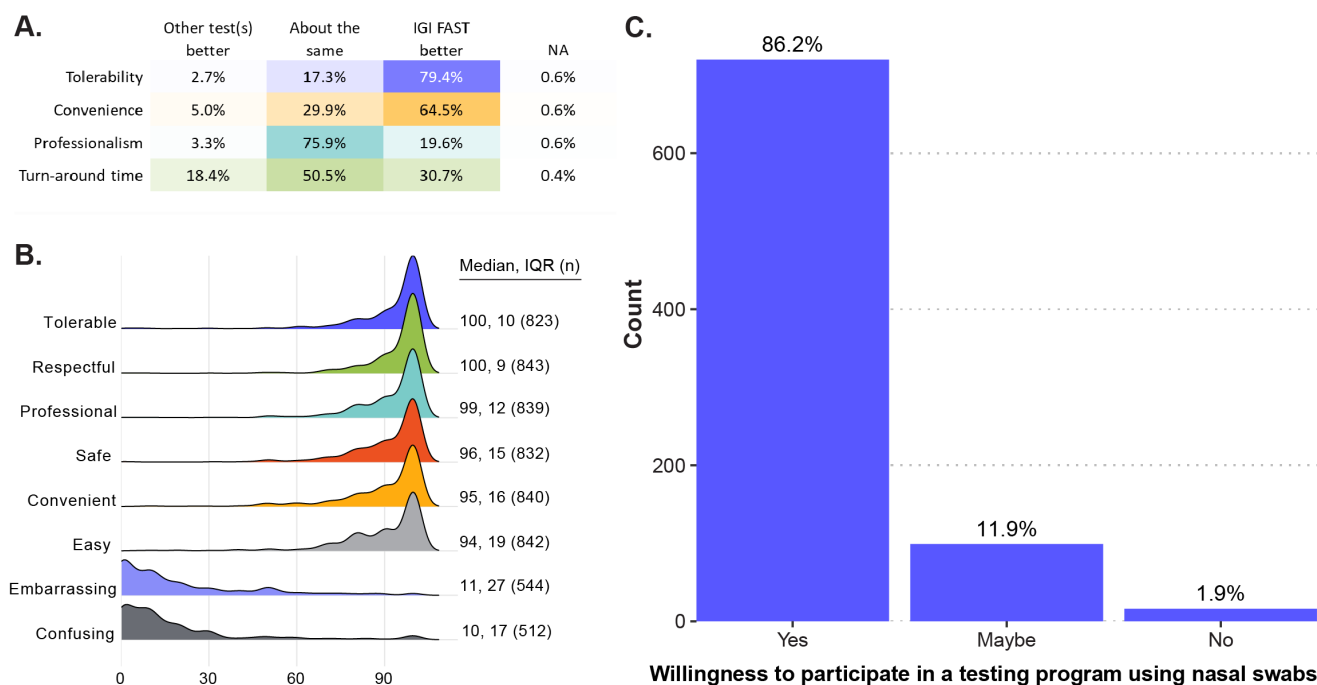 A.
Other test(s) better About the same IGI FAST better NA
Tolerability 2.7% 17.3% 79.4% 0.6%
Convenience 5.0% 29.9% 64.5% 0.6%
Professionalism 3.3% 75.9% 19.6% 0.6%
Turn-around time 18.4% 50.5% 30.7% 0.4%
B.
Median, IQR (n)
Tolerable 100, 10 (823)
Respectful 100, 9 (843)
Professional 99, 12 (839)
Safe 96, 15 (832)
Convenient 95, 16 (840)
Easy 94, 19 (842)
Embarrassing 11, 27 (544)
Confusing 10, 17 (512)
0 30 60 90
C.
86.2%
600
400
Count
200
11.9%
1.9%
0
Yes Maybe No
Willingness to participate in a testing program using nasal swabs